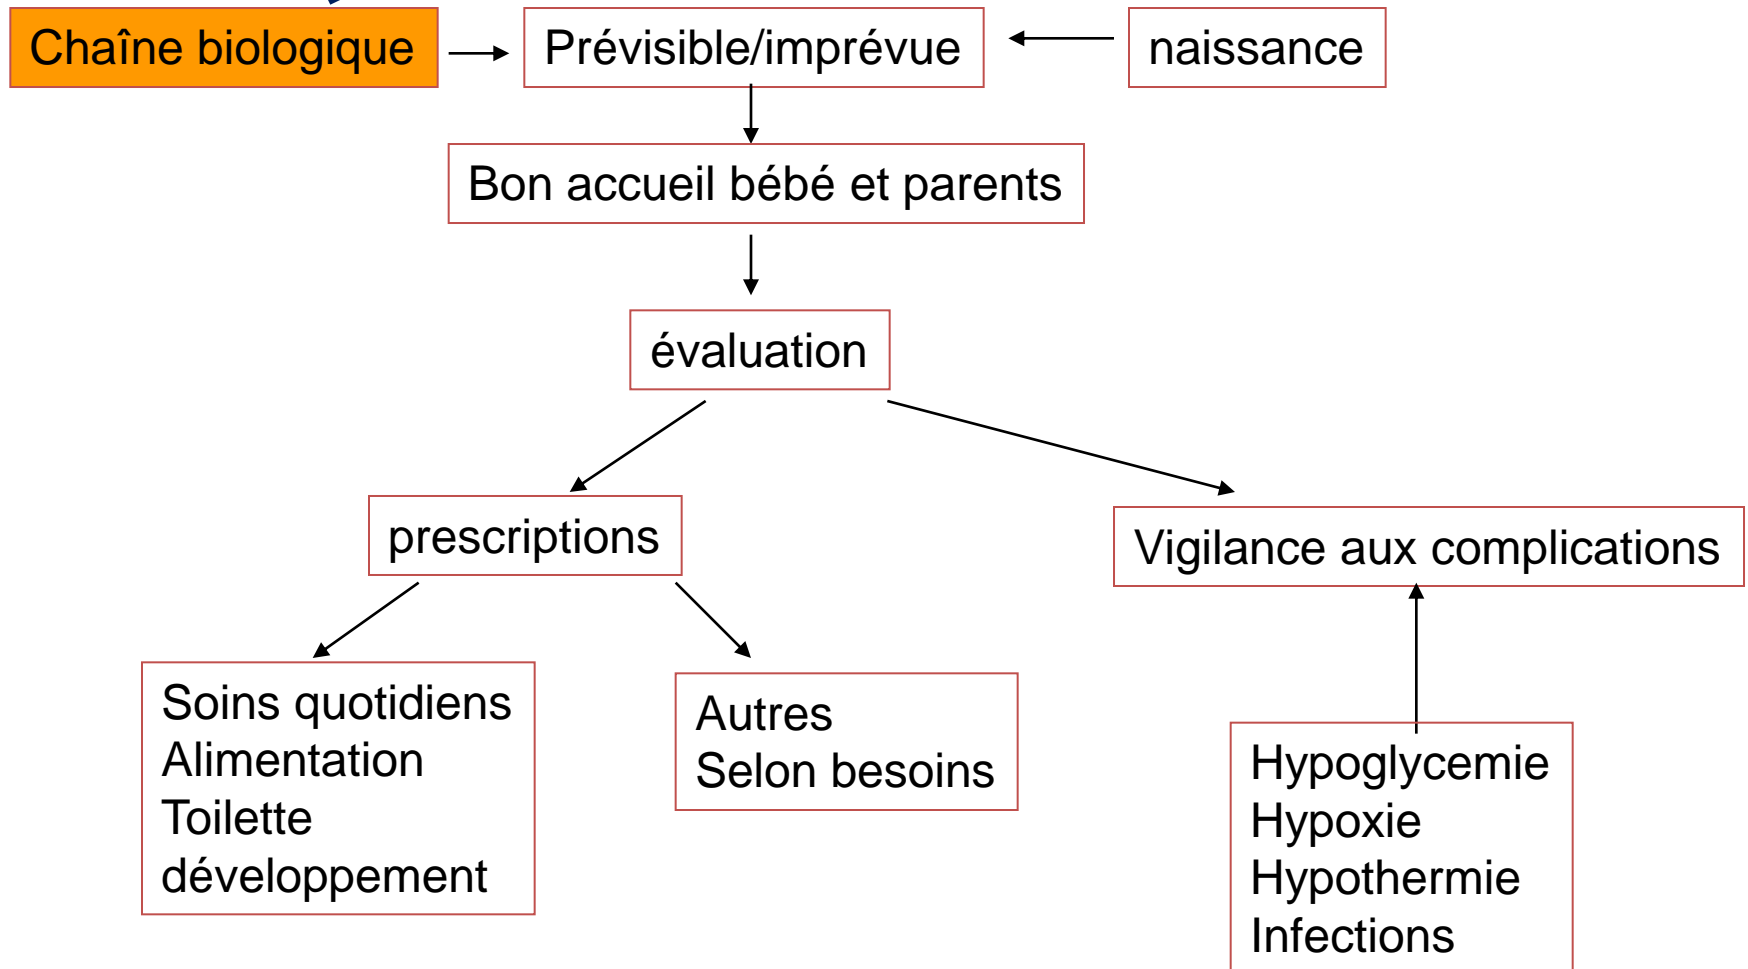 Chaîne biologique
Prévisible/imprévue
naissance
Bon accueil bébé et parents
évaluation
prescriptions
Vigilance aux complications
Soins quotidiens
Alimentation
Toilette
développement
Autres
Selon besoins
Hypoglycemie
Hypoxie
Hypothermie
Infections